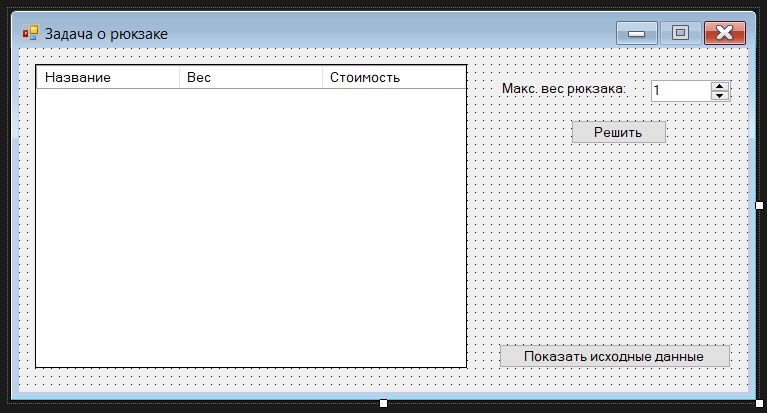 Задача о рюкзаке
Название Вес Стоимость
Макс. вес рюкзака: 1
Решить
Показать исходные данные